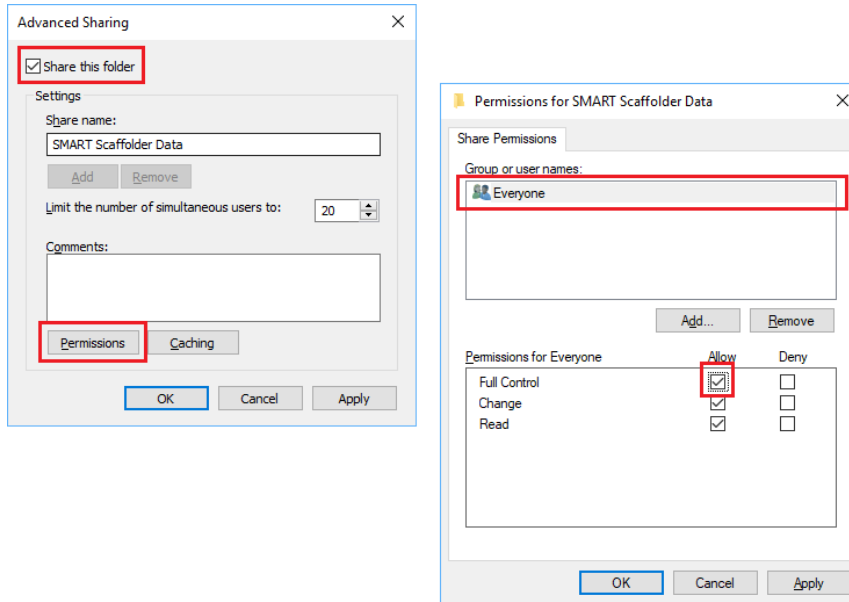 Advanced Sharing
Share this folder
Settings
Share name:
SMART Scaffolder Data
Add Remove
Limit the number of simultaneous users to: 20
Comments:
Permissions Caching
OK Cancel Apply
Permissions for SMART Scaffolder Data
Share Permissions
Group or user names:
Everyone
Add... Remove
Permissions for Everyone Allow Deny
Full Control
Change
Read
OK Cancel Apply